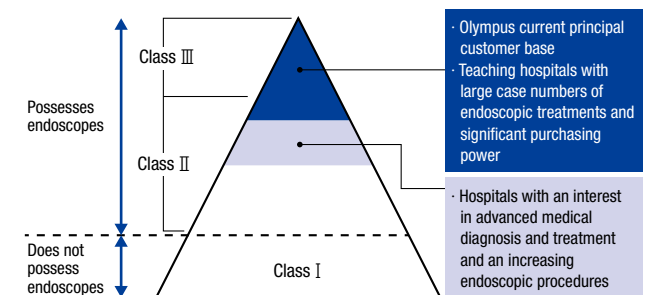 Class Ⅲ
Possesses
endoscopes
Class Ⅱ
Does not
possess
endoscopes
Class Ⅰ
· Olympus current principal
customer base
· Teaching hospitals with
large case numbers of
endoscopic treatments and
significant purchasing
power
· Hospitals with an interest
in advanced medical
diagnosis and treatment
and an increasing
endoscopic procedures